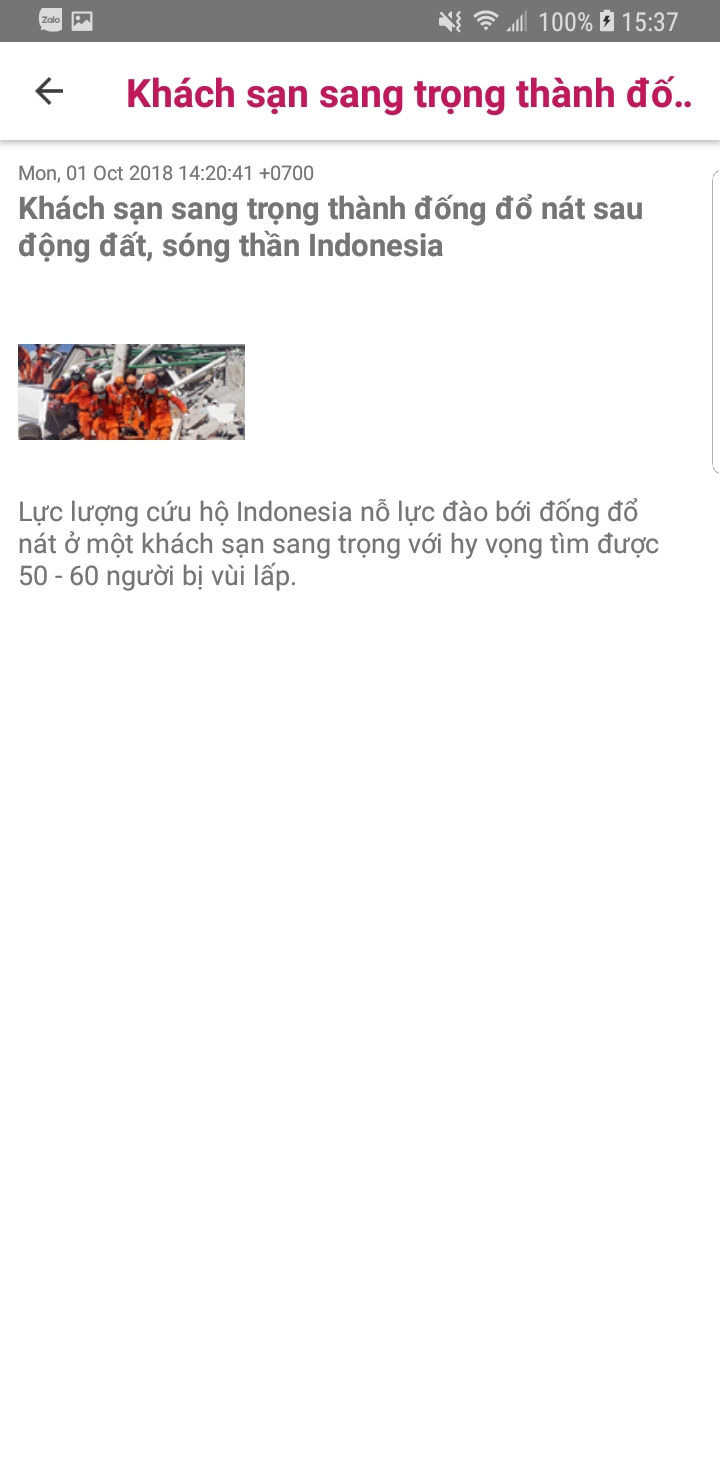 Zalo 100% 15:37
Khách sạn sang trọng thành đố..
Mon, 01 Oct 2018 14:20:41 +0700
Khách sạn sang trọng thành đống đổ nát sau
động đất, sóng thần Indonesia
Lực lượng cứu hộ Indonesia nỗ lực đào bới đống đổ
nát ở một khách sạn sang trọng với hy vọng tìm được
50 - 60 người bị vùi lấp.